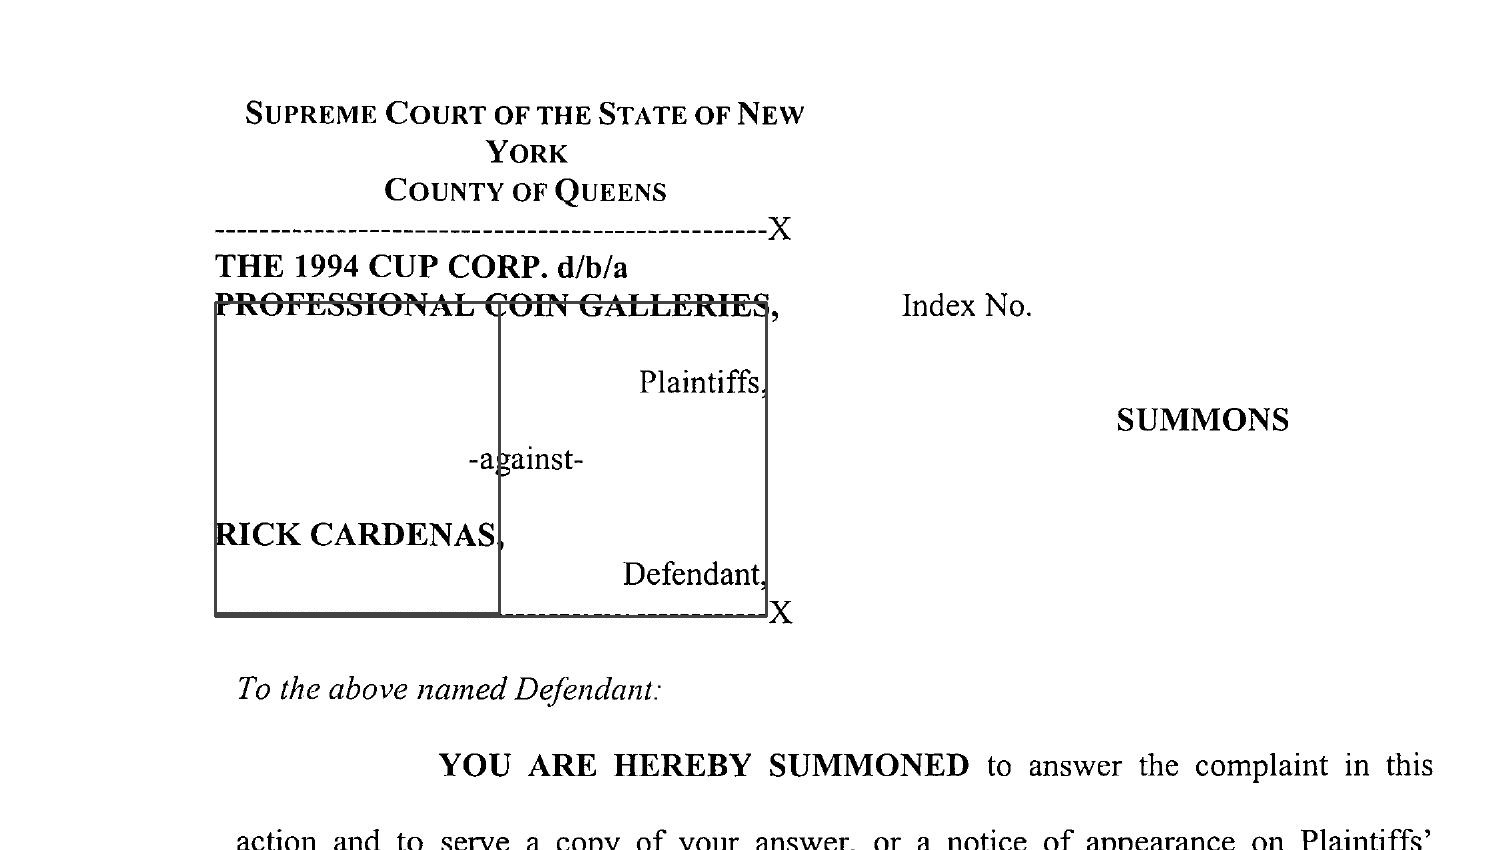 SUPREME COURT OF THE STATE OF NEW
YORK
COUNTY OF QUEENS
--------------------------------------------------X
THE 1994 CUP CORP. d/b/a
PROFESSIONAL COIN GALLERIES,
Index No.
Plaintiffs,
SUMMONS
-against-
RICK CARDENAS,
Defendant,
--------------------------------------------------X
To the above named Defendant:
YOU ARE HEREBY SUMMONED to answer the complaint in this
action and to serve a copy of your answer, or a notice of appearance on Plaintiffs'